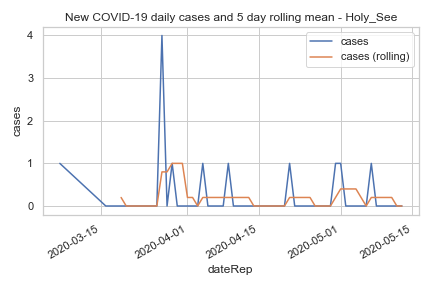 New COVID-19 daily cases and 5 day rolling mean - Holy_See
cases
cases (rolling)
4
3
2
1
0
cases
2020-03-15
2020-04-01
2020-04-15
2020-05-01
2020-05-15
dateRep